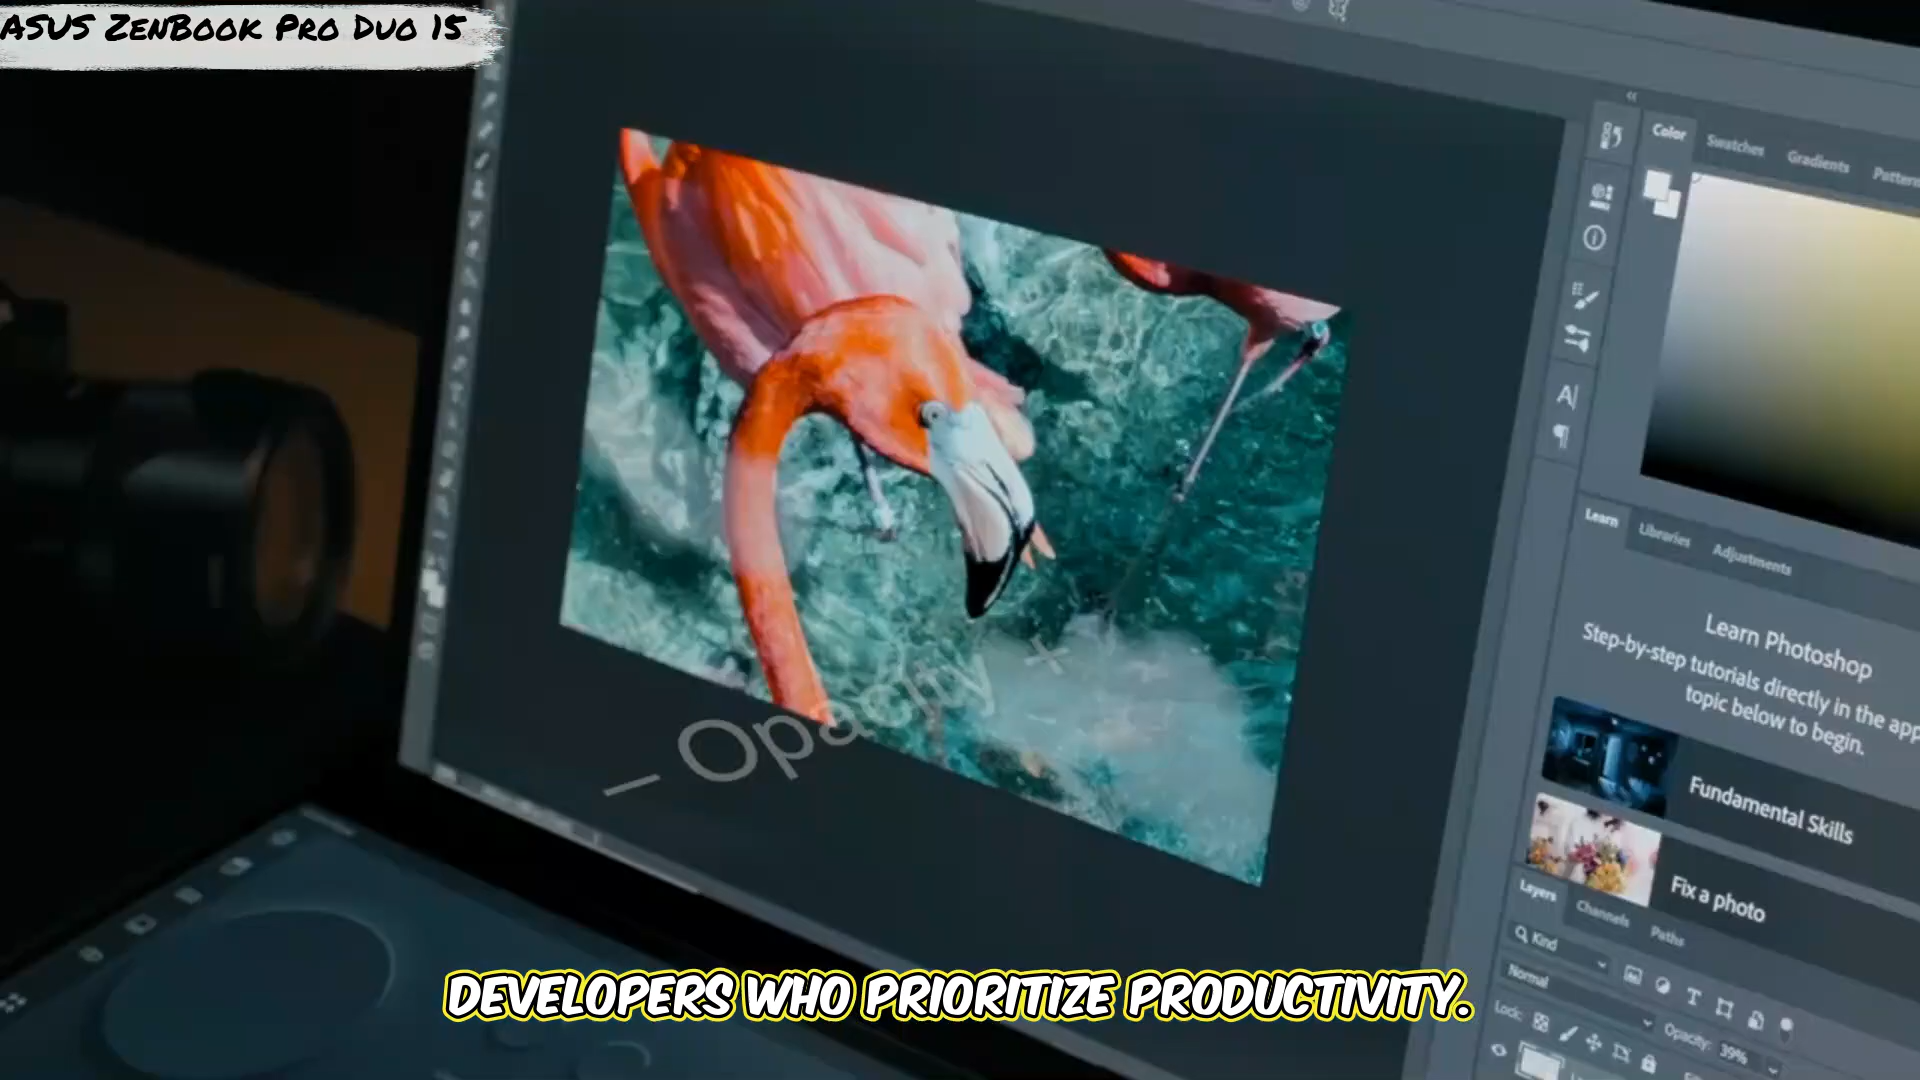 ASUS ZenBook Pro Duo 15
Color
Swatches
Gradients
Learn
Libraries
Adjustments
Learn Photoshop
Step-by-step tutorials directly in the app
topic below to begin.
Fundamental Skills
Fix a photo
Layers
Channels
Paths
Kind
Normal
Lock:
Opacity: 39%
– Opacity +
DEVELOPERS WHO PRIORITIZE PRODUCTIVITY.